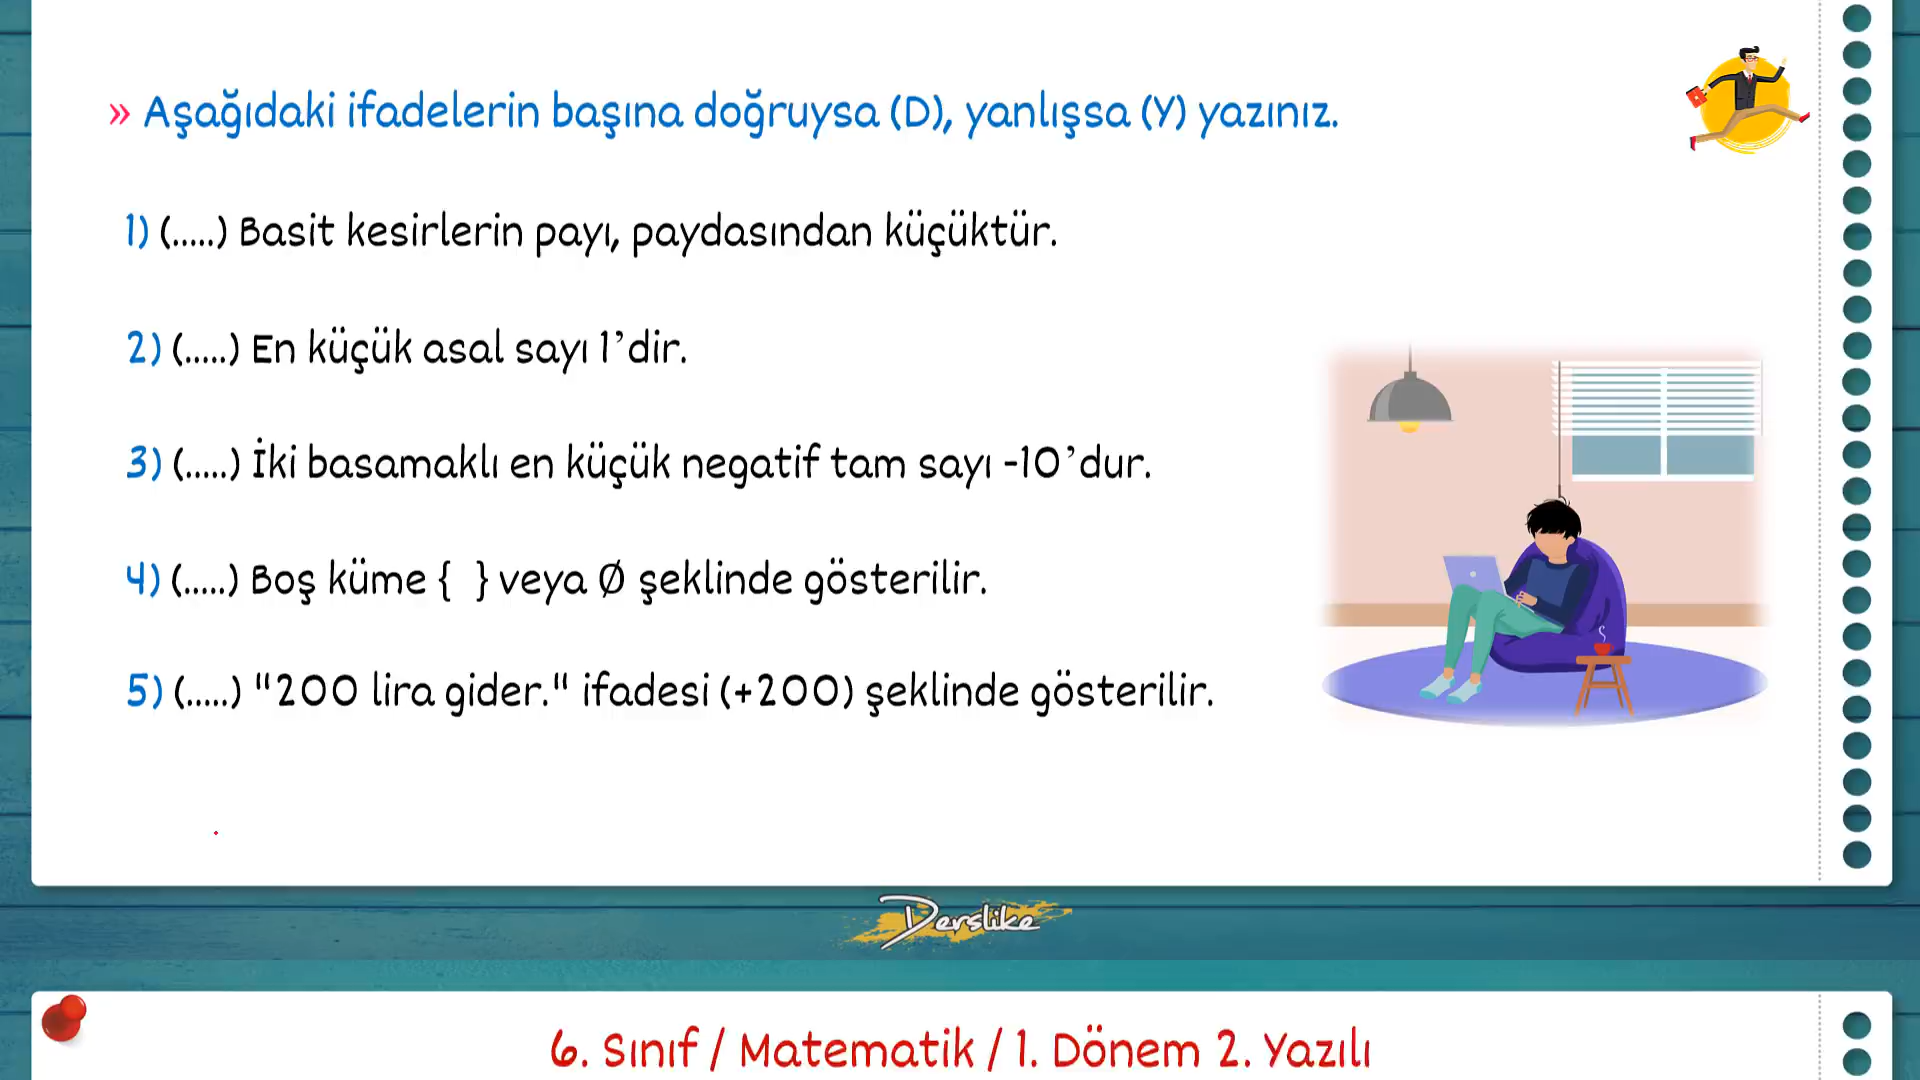 » Aşağıdaki ifadelerin başına doğruysa (D), yanlışsa (Y) yazınız.
1) (.....) Basit kesirlerin payı, paydasından küçüktür.
2) (.....) En küçük asal sayı 1’dir.
3) (.....) İki basamaklı en küçük negatif tam sayı -10’dur.
4) (.....) Boş küme { } veya Ø şeklinde gösterilir.
5) (.....) "200 lira gider." ifadesi (+200) şeklinde gösterilir.
Derslike
6. Sınıf / Matematik / 1. Dönem 2. Yazılı